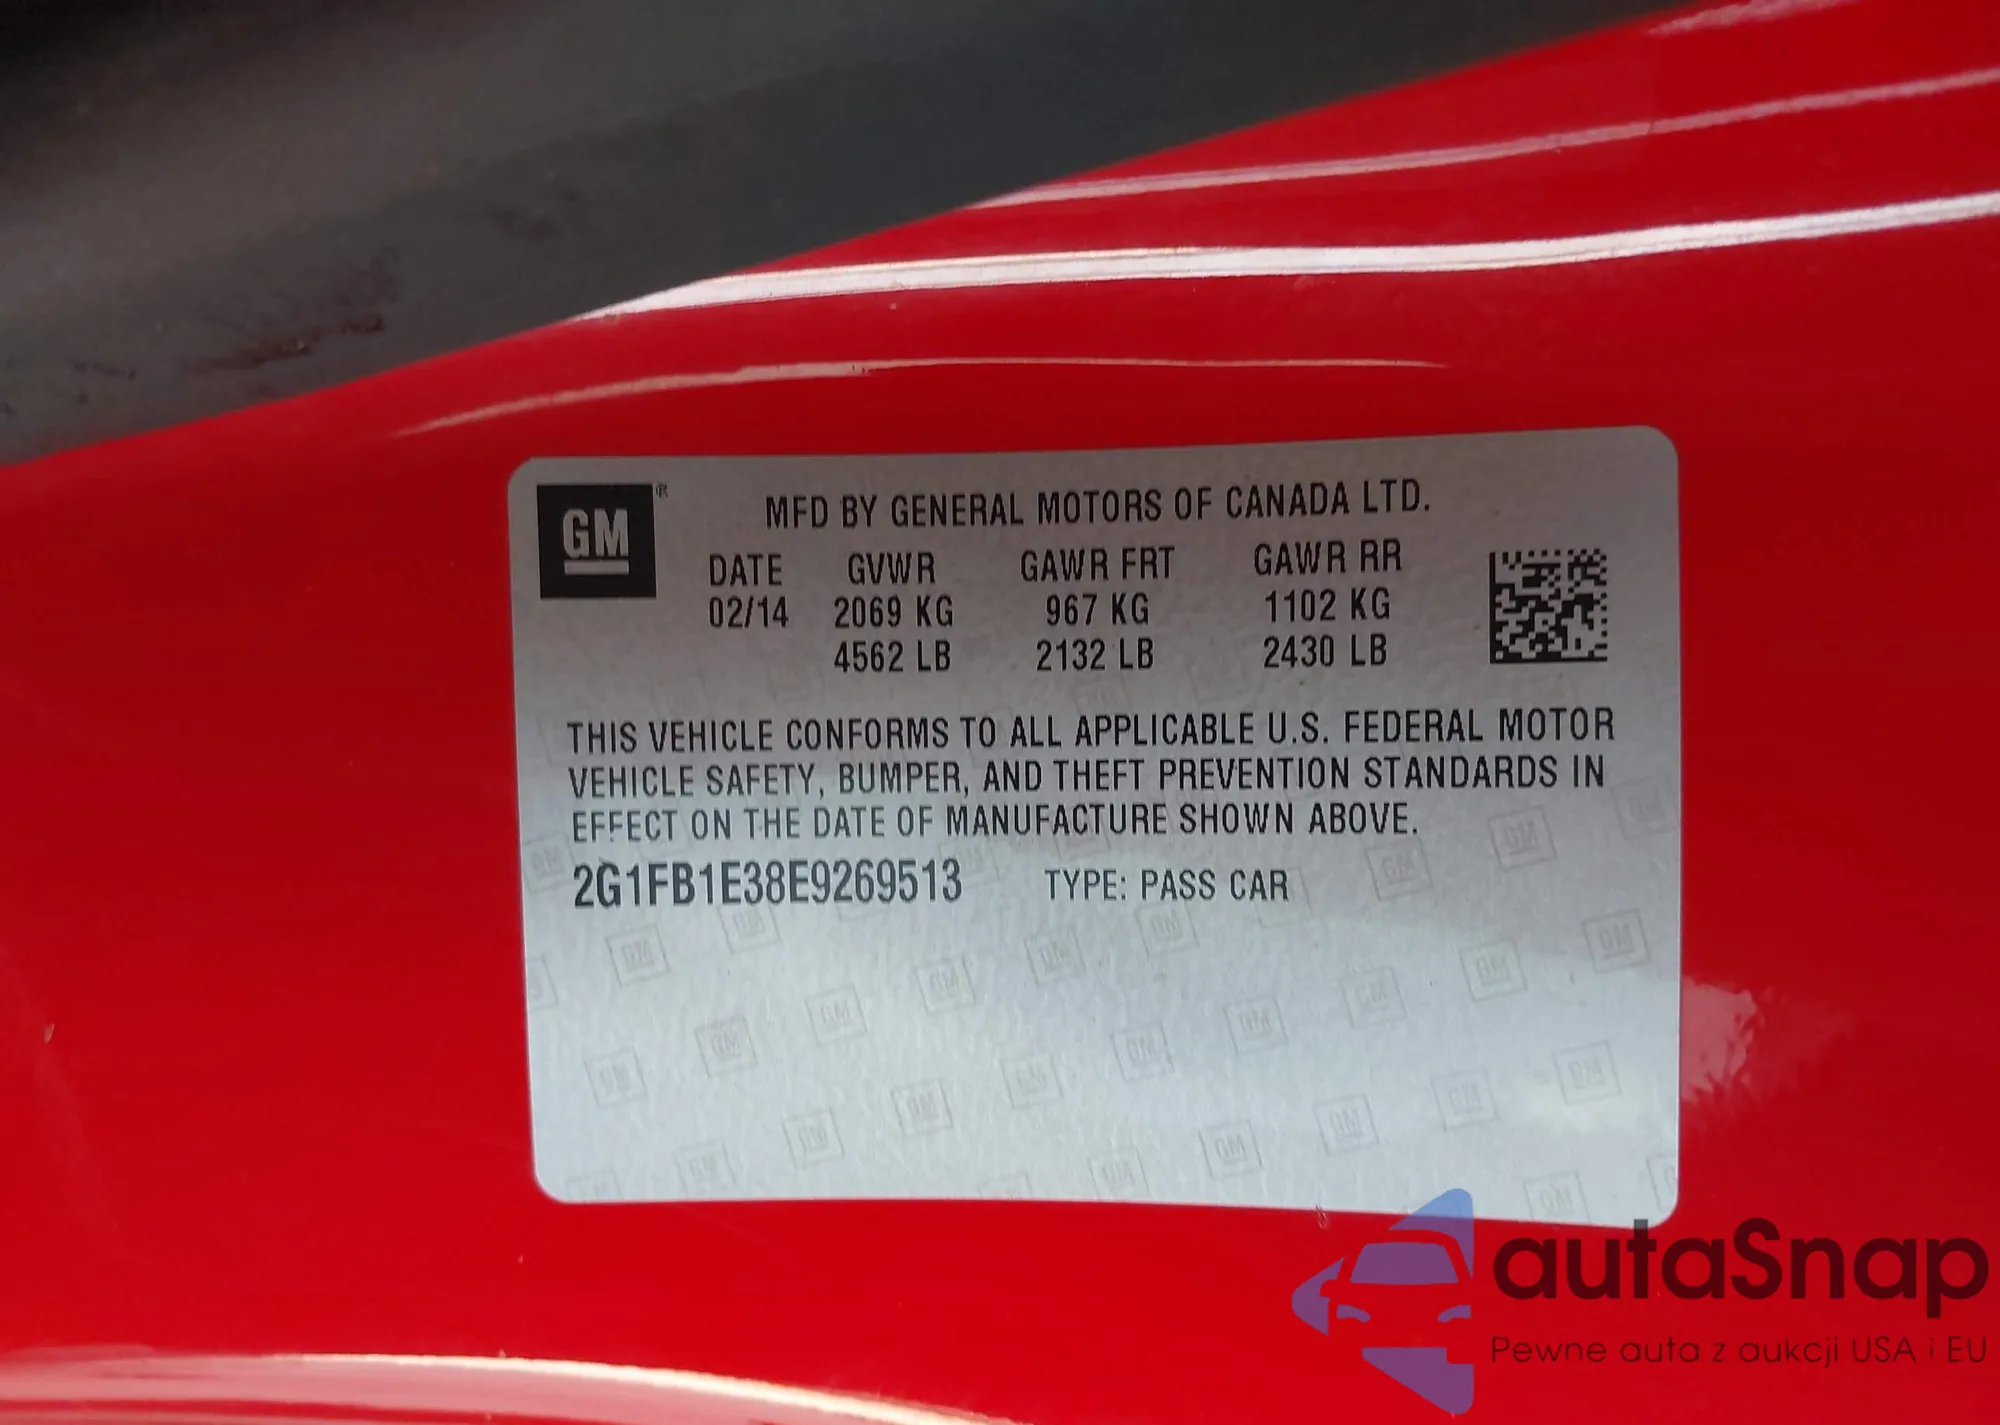 GM ®
MFD BY GENERAL MOTORS OF CANADA LTD.
DATE GVWR GAWR FRT GAWR RR
02/14 2069 KG 967 KG 1102 KG
4562 LB 2132 LB 2430 LB
THIS VEHICLE CONFORMS TO ALL APPLICABLE U.S. FEDERAL MOTOR
VEHICLE SAFETY, BUMPER, AND THEFT PREVENTION STANDARDS IN
EFFECT ON THE DATE OF MANUFACTURE SHOWN ABOVE.
2G1FB1E38E9269513 TYPE: PASS CAR
autaSnap
Pewne auta z aukcji USA i EU